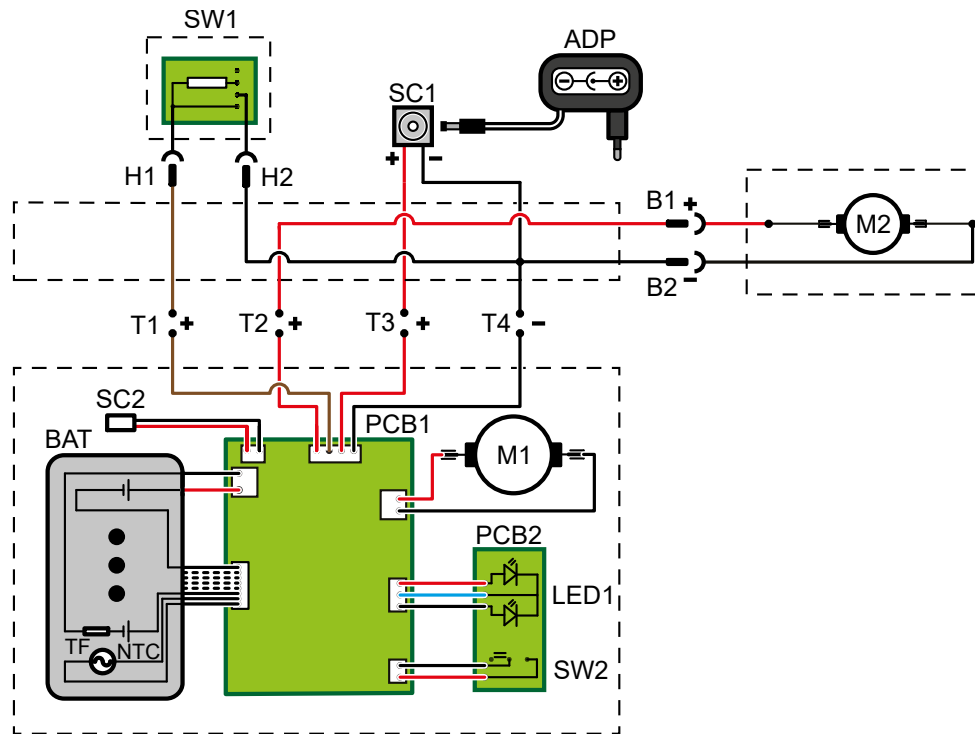 SW1
ADP
− +
SC1
+ −
H1 H2
B1 +
M2
B2 −
T1 + T2 + T3 + T4 −
SC2
PCB1
BAT
M1
PCB2
LED1
TF NTC
SW2